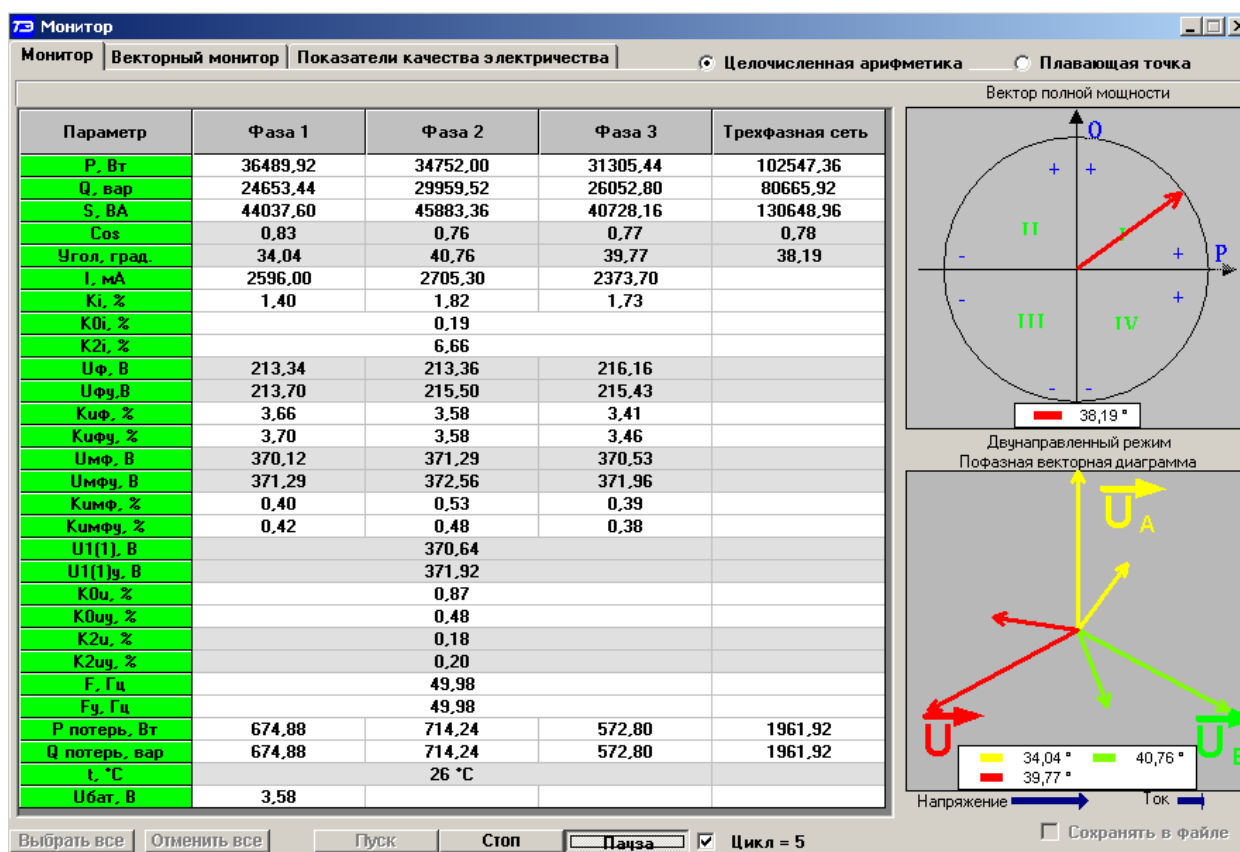 ТЭ Монитор
Монитор Векторный монитор Показатели качества электричества Целочисленная арифметика Плавающая точка
Вектор полной мощности
Параметр Фаза 1 Фаза 2 Фаза 3 Трехфазная сеть
P, Вт 36489,92 34752,00 31305,44 102547,36
Q, вар 24653,44 29959,52 26052,80 80665,92
S, ВА 44037,60 45883,36 40728,16 130648,96
Cos 0,83 0,76 0,77 0,78
Угол, град. 34,04 40,76 39,77 38,19
I, мА 2596,00 2705,30 2373,70
Ki, % 1,40 1,82 1,73
K0i, % 0,19
K2i, % 6,66
Uф, В 213,34 213,36 216,16
Uфу,В 213,70 215,50 215,43
Kuф, % 3,66 3,58 3,41
Kuфу, % 3,70 3,58 3,46
Uмф, В 370,12 371,29 370,53
Uмфу, В 371,29 372,56 371,96
Kuмф, % 0,40 0,53 0,39
Kuмфу, % 0,42 0,48 0,38
U1(1), В 370,64
U1(1)у, В 371,92
K0u, % 0,87
K0uy, % 0,48
K2u, % 0,18
K2uy, % 0,20
F, Гц 49,98
Fy, Гц 49,98
P потерь, Вт 674,88 714,24 572,80 1961,92
Q потерь, вар 674,88 714,24 572,80 1961,92
t, °C 26 °C
Uбат, В 3,58
Q
+ +
II I
- + P
- +
III IV
- -
38,19 °
Двунаправленный режим
Пофазная векторная диаграмма
U A
U U B
34,04 ° 40,76 °
39,77 °
Напряжение Ток
Выбрать все Отменить все Пуск Стоп Пауза Цикл = 5 Сохранять в файле